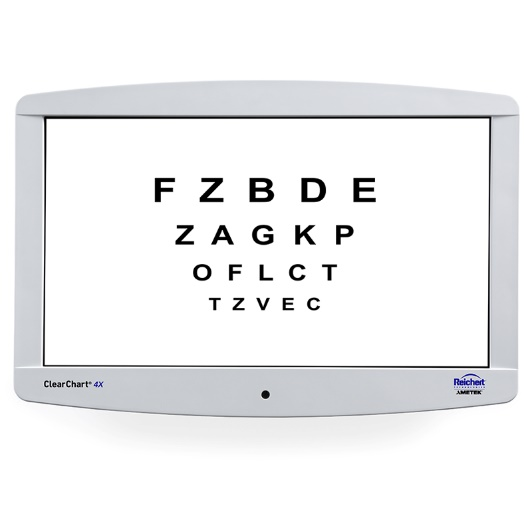 F Z B D E
Z A G K P
O F L C T
T Z V E C
ClearChart® 4X
Reichert
TECHNOLOGIES
AMETEK®